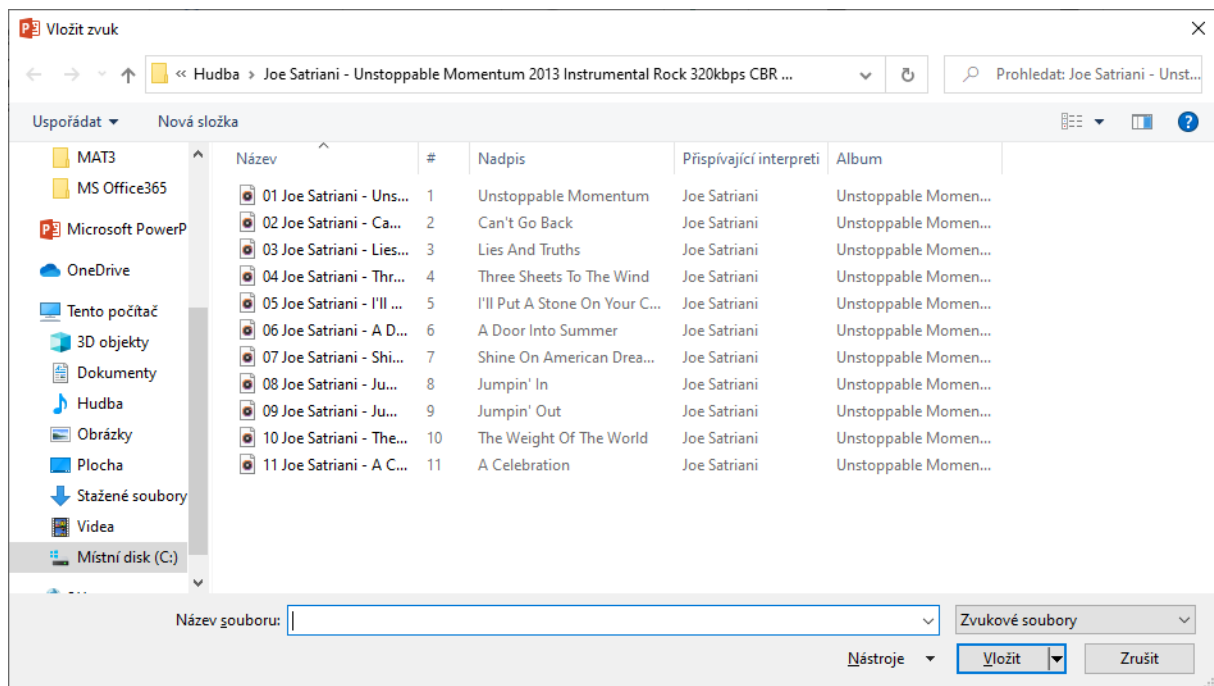 Vložit zvuk
« Hudba › Joe Satriani - Unstoppable Momentum 2013 Instrumental Rock 320kbps CBR ...
Prohledat: Joe Satriani - Unst...
Uspořádat
Nová složka
MAT3
MS Office365
Microsoft PowerP
OneDrive
Tento počítač
3D objekty
Dokumenty
Hudba
Obrázky
Plocha
Stažené soubory
Videa
Místní disk (C:)
Název # Nadpis Přispívající interpreti Album
01 Joe Satriani - Uns... 1 Unstoppable Momentum Joe Satriani Unstoppable Momen...
02 Joe Satriani - Ca... 2 Can't Go Back Joe Satriani Unstoppable Momen...
03 Joe Satriani - Lies... 3 Lies And Truths Joe Satriani Unstoppable Momen...
04 Joe Satriani - Thr... 4 Three Sheets To The Wind Joe Satriani Unstoppable Momen...
05 Joe Satriani - I'll ... 5 I'll Put A Stone On Your C... Joe Satriani Unstoppable Momen...
06 Joe Satriani - A D... 6 A Door Into Summer Joe Satriani Unstoppable Momen...
07 Joe Satriani - Shi... 7 Shine On American Drea... Joe Satriani Unstoppable Momen...
08 Joe Satriani - Ju... 8 Jumpin' In Joe Satriani Unstoppable Momen...
09 Joe Satriani - Ju... 9 Jumpin' Out Joe Satriani Unstoppable Momen...
10 Joe Satriani - The... 10 The Weight Of The World Joe Satriani Unstoppable Momen...
11 Joe Satriani - A C... 11 A Celebration Joe Satriani Unstoppable Momen...
Název souboru:
Zvukové soubory
Nástroje
Vložit
Zrušit